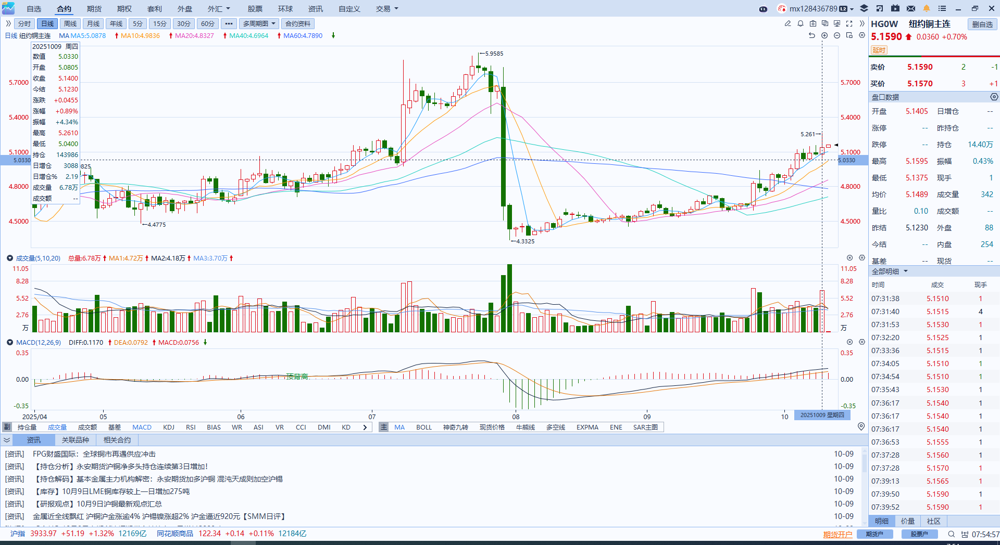 自选 合约 期货 期权 套利 外盘 外汇 股票 环球 资讯 自定义 交易 mx128436789 L2
分时 日线 周线 月线 年线 5分 15分 30分 60分 ••• 多周期图 合约资料
日线 纽约铜主连 MA MA5:5.0878 MA10:4.9836 MA20:4.8327 MA40:4.6964 MA60:4.7890
20251009 周四
数值 5.0330
开盘 5.0805
收盘 5.1400
今结 5.1230
涨跌 +0.0455
涨幅 +0.89%
振幅 +4.34%
最高 5.2610
最低 5.0400
持仓 143986
日增仓 3088
日增仓% 2.19
成交量 6.78万
成交额 --
5.7000
5.4000
5.1000
5.0330
4.8000
4.5000
5.9585
5.261
825
4.4775
4.3325
5.7000
5.4000
5.1000
5.0330
4.8000
4.5000
成交量(5,10,20) 总量:6.78万 MA1:4.72万 MA2:4.18万 MA3:3.70万
11.05 11.05
8.28 8.28
5.52 5.52
2.76 2.76
万 万
MACD(12,26,9) DIFF:0.1170 DEA:0.0792 MACD:0.0756
0.35 0.35
顶背离
0.00 0.00
-0.35 -0.35
2025/04 05 06 07 08 09 10 20251009 星期四
副 持仓量 成交量 成交额 基差 MACD KDJ RSI BIAS WR ASI VR CCI DMI KD 主 MA BOLL 神奇九转 现货价格 牛能线 多空线 EXPMA ENE SAR主图
资讯 关联品种 相关合约
[资讯] FPG财盛国际：全球铜市再遇供应冲击 10-09
[资讯] 【持仓分析】永安期货沪铜净多头持仓连续第3日增加！ 10-09
[资讯] 【持仓解码】基本金属主力机构解密：永安期货加多沪铜 混沌天成则加空沪锡 10-09
[资讯] 【库存】10月9日LME铜库存较上一日增加275吨 10-09
[资讯] 【研报观点】10月9日沪铜最新观点汇总 10-09
[资讯] 金属近全线飘红 沪铜沪金涨逾4% 沪锡镍涨超2% 沪金逼近920元【SMM日评】 10-09
HG0W 纽约铜主连 删自选
5.1590 0.0360 +0.70%
延时
卖价 5.1590 2 -1
买价 5.1570 3 +1
盘口数据
开盘 5.1405 日增仓 --
涨停 -- 昨持仓 --
跌停 -- 持仓 14.40万
最高 5.1595 振幅 0.43%
最低 5.1375 现手 1
均价 5.1489 成交量 342
量比 0.10 成交额 --
昨结 5.1230 外盘 88
今结 -- 内盘 254
基差 -- 现货 --
全部明细
时间 成交 现手
07:31:38 5.1510 1
07:31:40 5.1515 4
07:31:53 5.1530 1
07:32:20 5.1525 1
07:33:36 5.1515 1
07:34:05 5.1510 1
07:34:54 5.1510 1
07:35:43 5.1530 1
07:36:17 5.1540 1
07:36:17 5.1540 1
07:36:17 5.1540 1
07:36:53 5.1555 1
07:37:28 5.1560 1
07:37:28 5.1570 1
07:39:13 5.1565 1
07:39:50 5.1590 1
07:39:52 5.1590 1
明细 价量 社区
沪指 3933.97 +51.19 +1.32% 12169亿 同花顺商品 122.34 +0.14 +0.11% 12184亿 期货开户 期货户 股票户 07:54:57